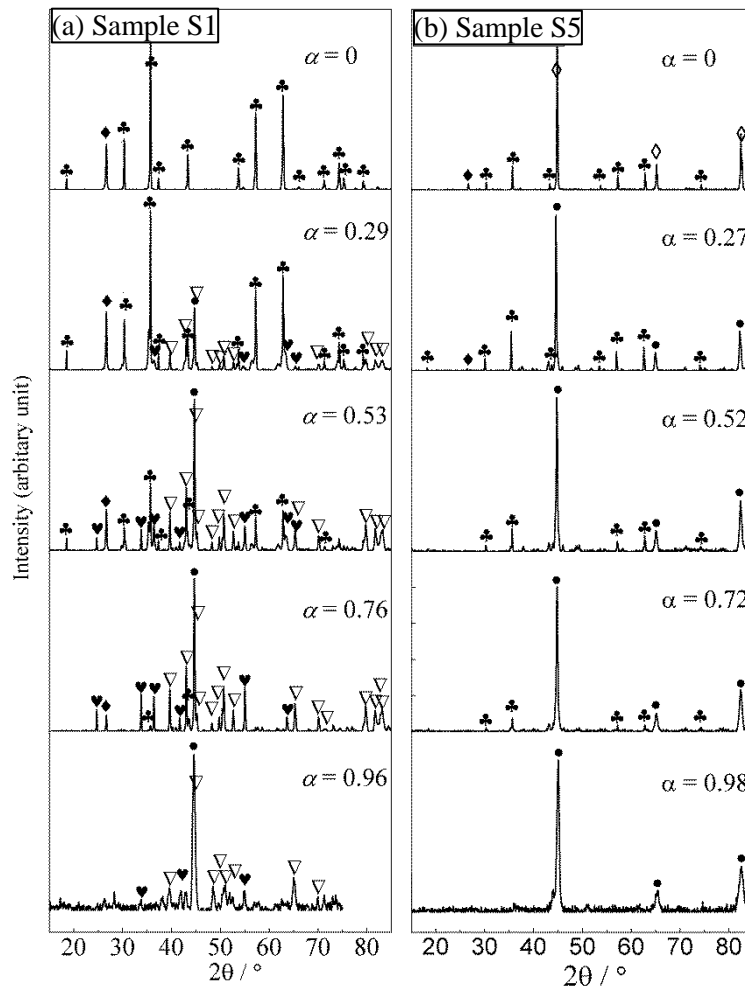 (a) Sample S1
α = 0
α = 0.29
α = 0.53
α = 0.76
α = 0.96
15 20 30 40 50 60 70 80
2θ / °
Intensity (arbitary unit)
(b) Sample S5
α = 0
α = 0.27
α = 0.52
α = 0.72
α = 0.98
20 30 40 50 60 70 80
2θ / °